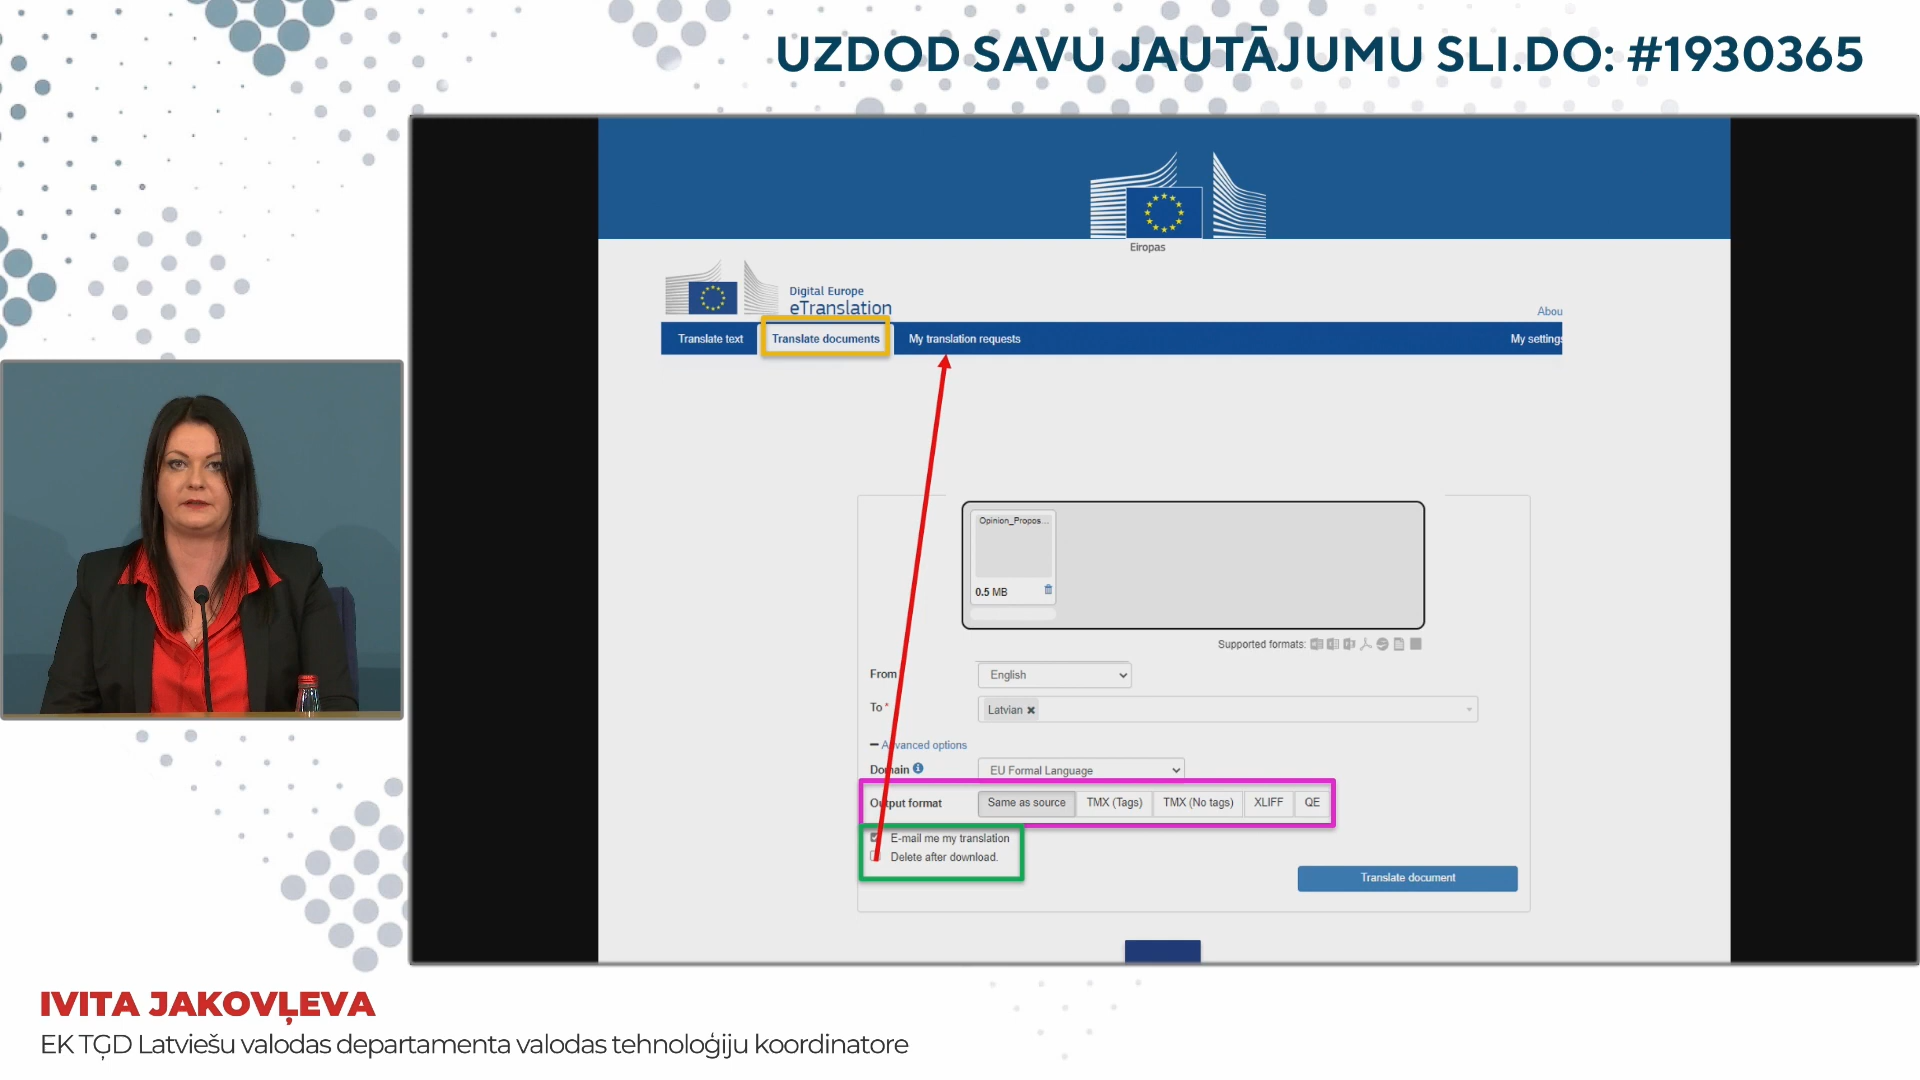 UZDOD SAVU JAUTĀJUMU SLI.DO: #1930365
Eiropas
Digital Europe
eTranslation
Abou
Translate text
Translate documents
My translation requests
My settings
Opinion_Propos...
0.5 MB
Supported formats:
From
English
To *
Latvian ×
Advanced options
Domain
EU Formal Language
Output format
Same as source
TMX (Tags)
TMX (No tags)
XLIFF
QE
E-mail me my translation
Delete after download.
Translate document
IVITA JAKOVĻEVA
EK TĢD Latviešu valodas departamenta valodas tehnoloģiju koordinatore